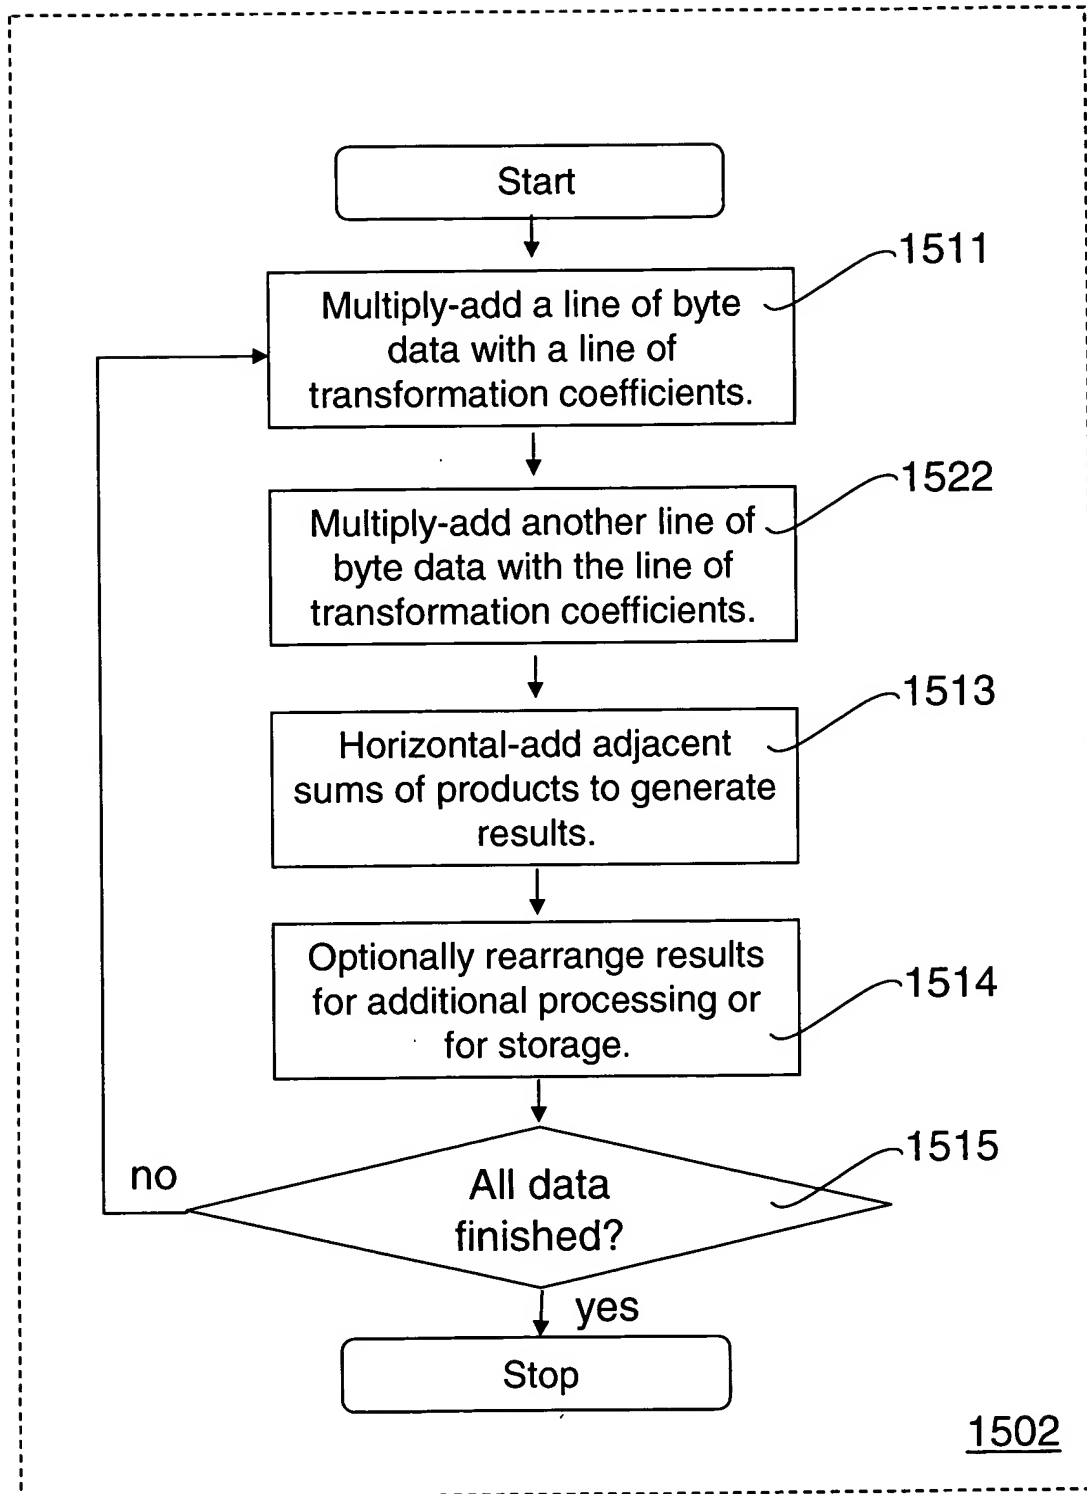 Start
1511
Multiply-add a line of byte
data with a line of
transformation coefficients.
1522
Multiply-add another line of
byte data with the line of
transformation coefficients.
1513
Horizontal-add adjacent
sums of products to generate
results.
Optionally rearrange results
for additional processing or
for storage.
1514
All data
finished?
1515
no
yes
Stop
1502